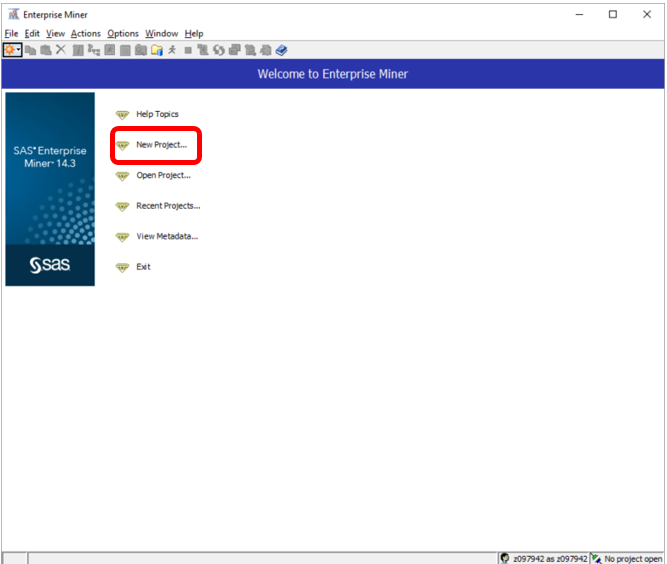 Enterprise Miner
File Edit View Actions Options Window Help
Welcome to Enterprise Miner
SAS® Enterprise
Miner™ 14.3
sas
Help Topics
New Project...
Open Project...
Recent Projects...
View Metadata...
Exit
z097942 as z097942
No project open